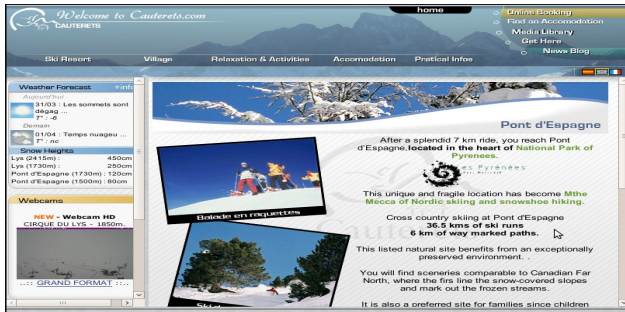 Welcome to Cauterets.com
CAUTERETS
home
Online Booking
Find an Accomodation
Media Library
Get Here
News Blog
Ski Resort
Village
Relaxation & Activities
Accomodation
Pratical Infos
Weather Forecast
+info
Aujourd'hui
31/03 : Les sommets sont
dégag ...
T° : -6
Demain
01/04 : Temps nuageu ...
T° : nc
Snow Heights
Lys (2415m) : 450cm
Lys (1730m) : 250cm
Pont d'Espagne (1730m) : 120cm
Pont d'Espagne (1500m) : 80cm
Webcams
NEW - Webcam HD
CIRQUE DU LYS - 1850m.
..:: GRAND FORMAT ::..
Pont d'Espagne
After a splendid 7 km ride, you reach Pont
d'Espagne,located in the heart of National Park of
Pyrenees.
es Pyrénées
This unique and fragile location has become Mthe
Mecca of Nordic skiing and snowshoe hiking.
Balade en raquettes
Cross country skiing at Pont d'Espagne
36.5 kms of ski runs
6 km of way marked paths.
This listed natural site benefits from an exceptionally
preserved environment. .
You will find sceneries comparable to Canadian Far
North, where the firs line the snow-covered slopes
and mark out the frozen streams.
It is also a preferred site for families since children